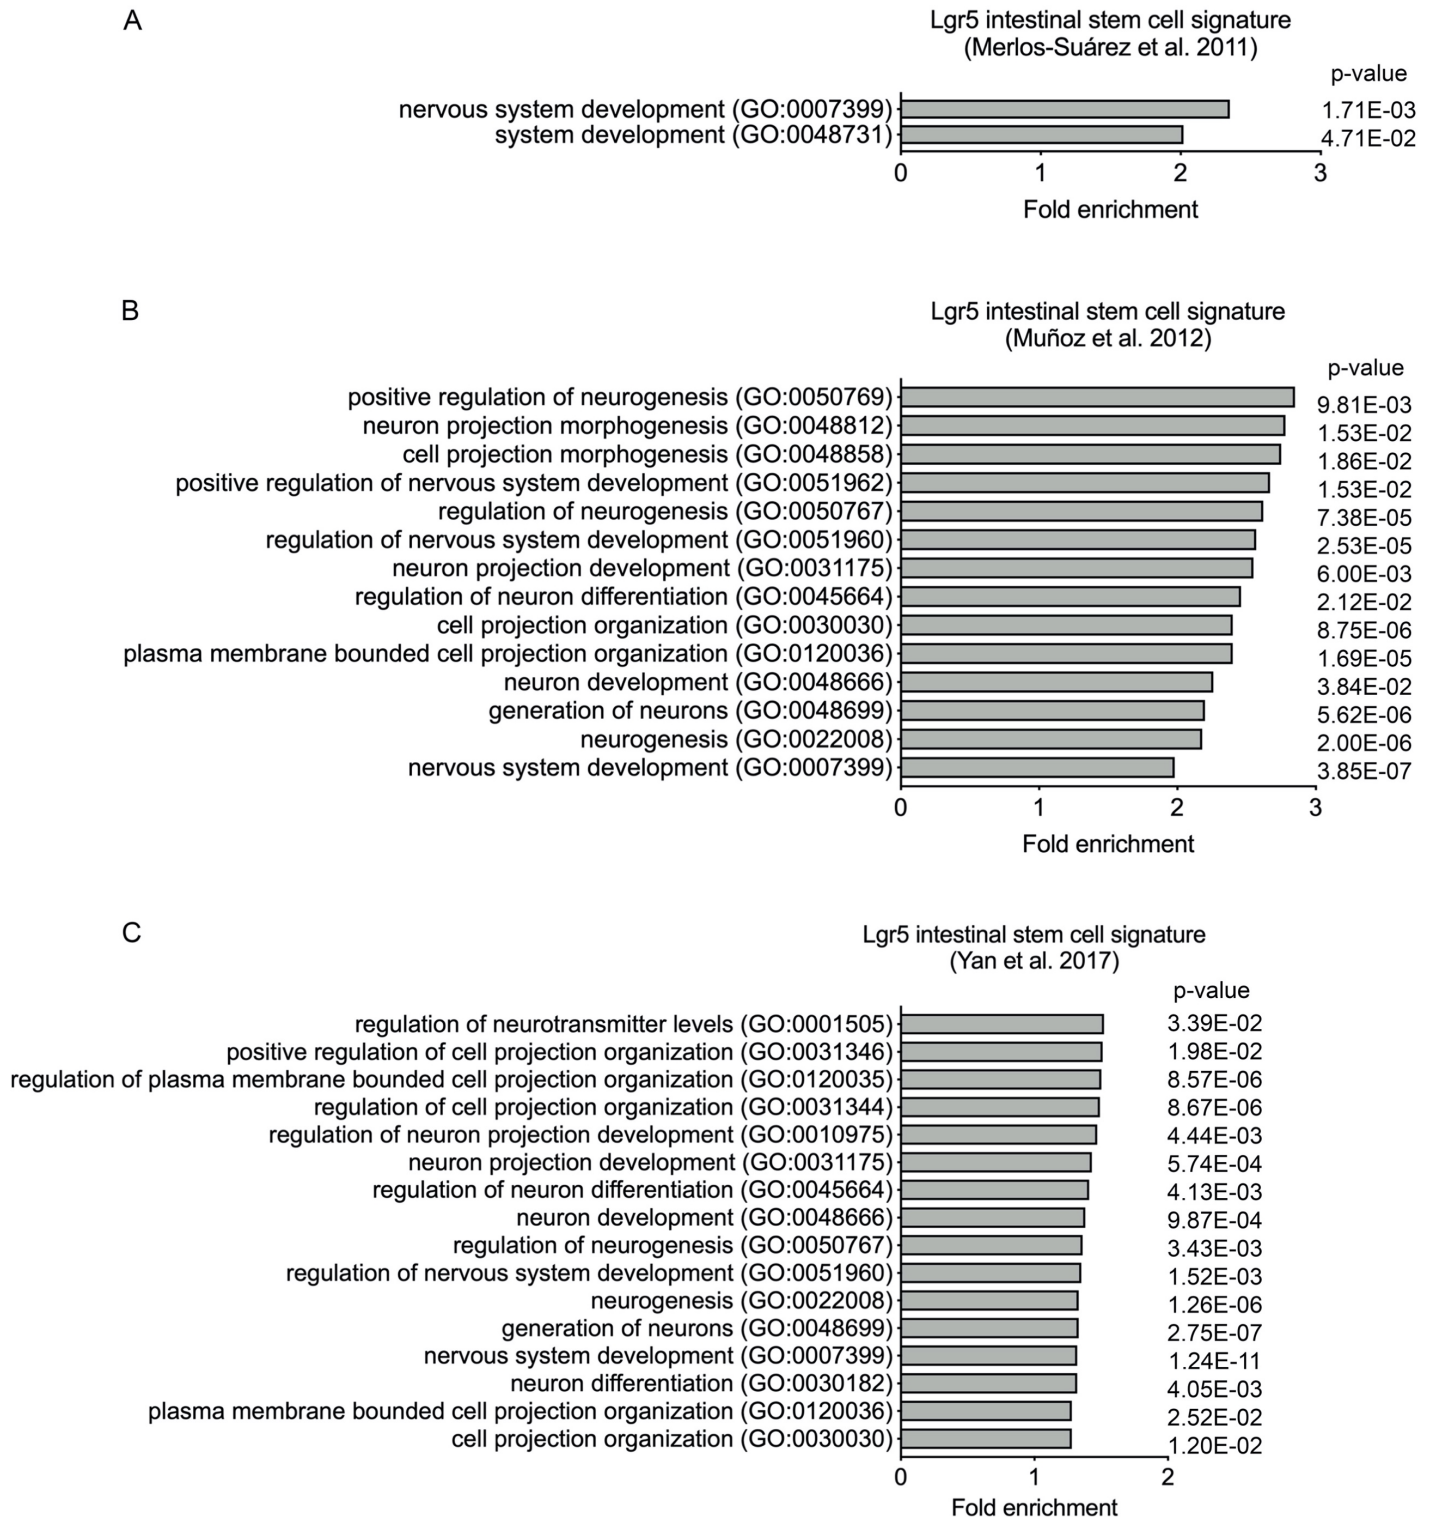 A
Lgr5 intestinal stem cell signature
(Merlos-Suárez et al. 2011)
p-value
nervous system development (GO:0007399) 1.71E-03
system development (GO:0048731) 4.71E-02
0 1 2 3
Fold enrichment
B
Lgr5 intestinal stem cell signature
(Muñoz et al. 2012)
p-value
positive regulation of neurogenesis (GO:0050769) 9.81E-03
neuron projection morphogenesis (GO:0048812) 1.53E-02
cell projection morphogenesis (GO:0048858) 1.86E-02
positive regulation of nervous system development (GO:0051962) 1.53E-02
regulation of neurogenesis (GO:0050767) 7.38E-05
regulation of nervous system development (GO:0051960) 2.53E-05
neuron projection development (GO:0031175) 6.00E-03
regulation of neuron differentiation (GO:0045664) 2.12E-02
cell projection organization (GO:0030030) 8.75E-06
plasma membrane bounded cell projection organization (GO:0120036) 1.69E-05
neuron development (GO:0048666) 3.84E-02
generation of neurons (GO:0048699) 5.62E-06
neurogenesis (GO:0022008) 2.00E-06
nervous system development (GO:0007399) 3.85E-07
0 1 2 3
Fold enrichment
C
Lgr5 intestinal stem cell signature
(Yan et al. 2017)
p-value
regulation of neurotransmitter levels (GO:0001505) 3.39E-02
positive regulation of cell projection organization (GO:0031346) 1.98E-02
regulation of plasma membrane bounded cell projection organization (GO:0120035) 8.57E-06
regulation of cell projection organization (GO:0031344) 8.67E-06
regulation of neuron projection development (GO:0010975) 4.44E-03
neuron projection development (GO:0031175) 5.74E-04
regulation of neuron differentiation (GO:0045664) 4.13E-03
neuron development (GO:0048666) 9.87E-04
regulation of neurogenesis (GO:0050767) 3.43E-03
regulation of nervous system development (GO:0051960) 1.52E-03
neurogenesis (GO:0022008) 1.26E-06
generation of neurons (GO:0048699) 2.75E-07
nervous system development (GO:0007399) 1.24E-11
neuron differentiation (GO:0030182) 4.05E-03
plasma membrane bounded cell projection organization (GO:0120036) 2.52E-02
cell projection organization (GO:0030030) 1.20E-02
0 1 2
Fold enrichment